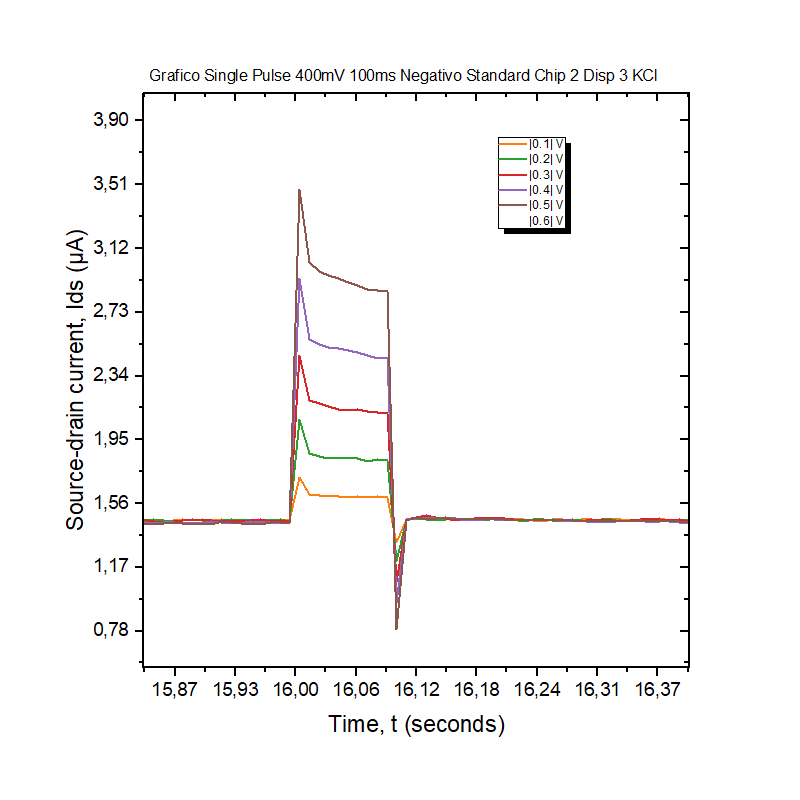 Grafico Single Pulse 400mV 100ms Negativo Standard Chip 2 Disp 3 KCl
3,90
3,51
3,12
2,73
2,34
1,95
1,56
1,17
0,78
Source-drain current, Ids (µA)
|0.1| V
|0.2| V
|0.3| V
|0.4| V
|0.5| V
|0.6| V
15,87 15,93 16,00 16,06 16,12 16,18 16,24 16,31 16,37
Time, t (seconds)